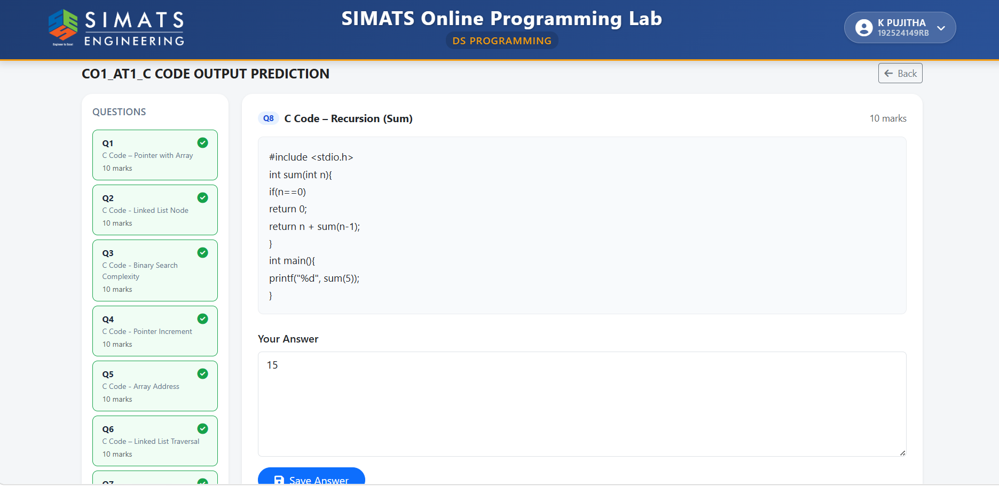 SIMATS
ENGINEERING
Engineer to Excel
SIMATS Online Programming Lab
DS PROGRAMMING
K PUJITHA
192524149RB
CO1_AT1_C CODE OUTPUT PREDICTION
Back
QUESTIONS
Q1
C Code – Pointer with Array
10 marks
Q2
C Code - Linked List Node
10 marks
Q3
C Code - Binary Search
Complexity
10 marks
Q4
C Code - Pointer Increment
10 marks
Q5
C Code - Array Address
10 marks
Q6
C Code – Linked List Traversal
10 marks
Q7
Q8 C Code – Recursion (Sum)
10 marks
#include <stdio.h>
int sum(int n){
if(n==0)
return 0;
return n + sum(n-1);
}
int main(){
printf("%d", sum(5));
}
Your Answer
15
Save Answer